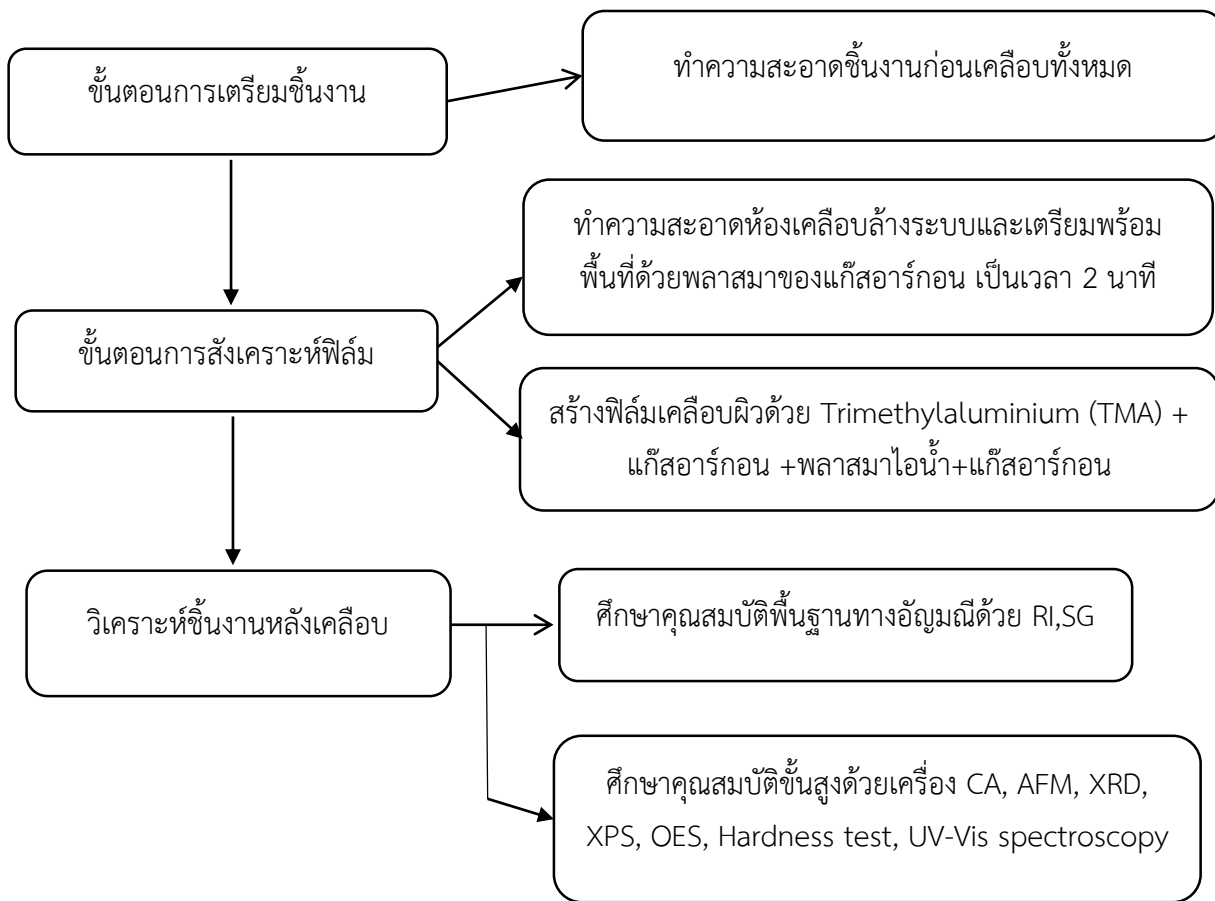 ขั้นตอนการเตรียมชิ้นงาน
ทำความสะอาดชิ้นงานก่อนเคลือบทั้งหมด
ขั้นตอนการสังเคราะห์ฟิล์ม
ทำความสะอาดห้องเคลือบล้างระบบและเตรียมพร้อม
พื้นที่ด้วยพลาสมาของแก๊สอาร์กอน เป็นเวลา 2 นาที
สร้างฟิล์มเคลือบผิวด้วย Trimethylaluminium (TMA) +
แก๊สอาร์กอน +พลาสมาไอน้ำ+แก๊สอาร์กอน
วิเคราะห์ชิ้นงานหลังเคลือบ
ศึกษาคุณสมบัติพื้นฐานทางอัญมณีด้วย RI,SG
ศึกษาคุณสมบัติขั้นสูงด้วยเครื่อง CA, AFM, XRD,
XPS, OES, Hardness test, UV-Vis spectroscopy